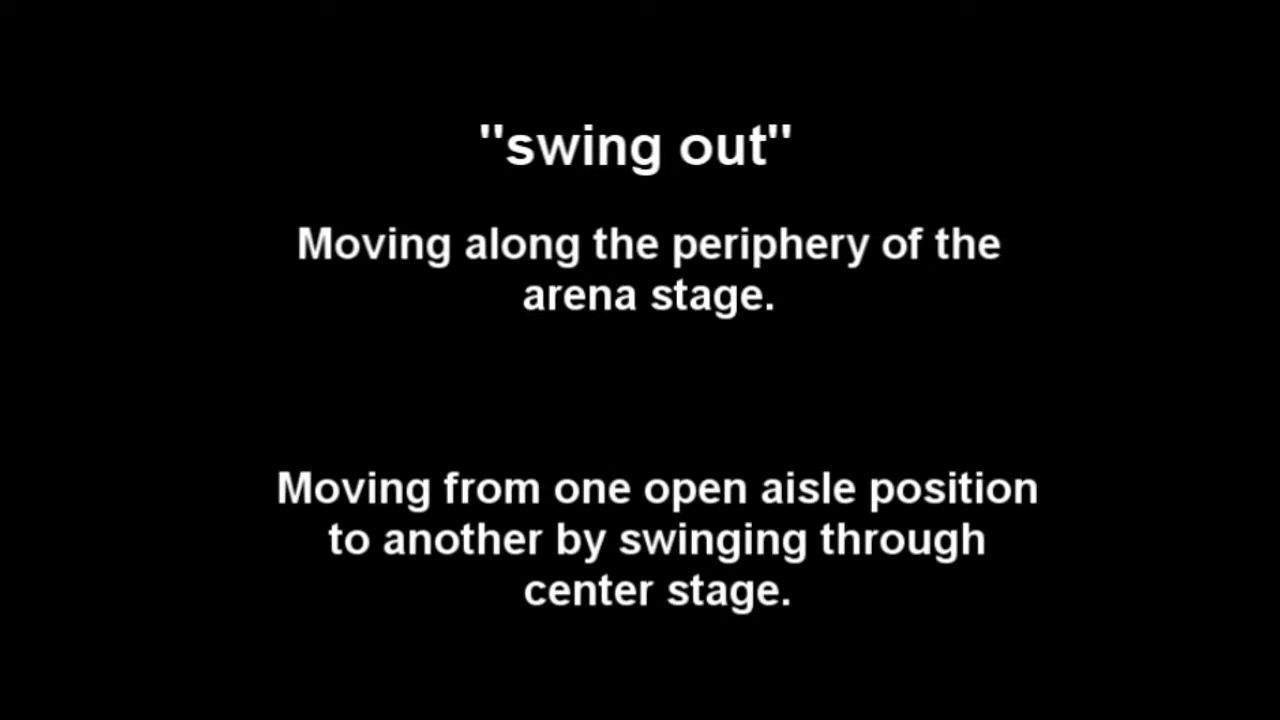 "swing out"
Moving along the periphery of the
arena stage.
Moving from one open aisle position
to another by swinging through
center stage.